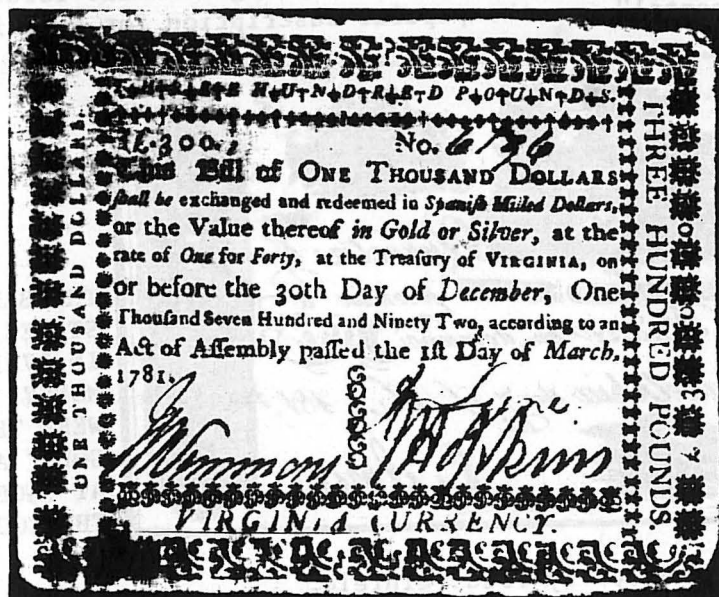 THREE HUNDRED POUNDS.
£.300.
No.
This Bill of ONE THOUSAND DOLLARS
ſhall be exchanged and redeemed in Spaniſh Milled Dollars,
or the Value thereof in Gold or Silver, at the
rate of One for Forty, at the Treaſury of VIRGINIA, on
or before the 30th Day of December, One
Thouſand Seven Hundred and Ninety Two, according to an
Act of Aſſembly paſſed the 1ſt Day of March,
1781.
J Hopkins
VIRGINIA CURRENCY.
ONE THOUSAND DOLLARS.
THREE HUNDRED POUNDS.